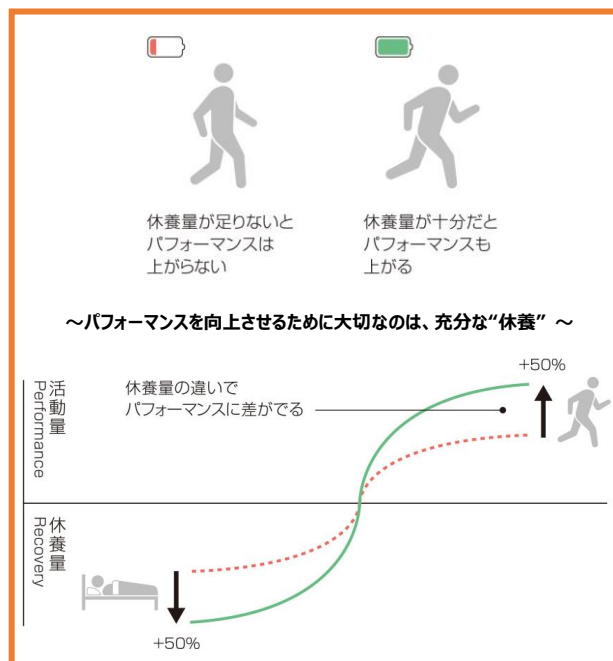 休養量が足りないと
パフォーマンスは
上がらない
休養量が十分だと
パフォーマンスも
上がる
～パフォーマンスを向上させるために大切なのは、充分な“休養” ～
+50%
活動量
Performance
休養量の違いで
パフォーマンスに差がでる
休養量
Recovery
+50%